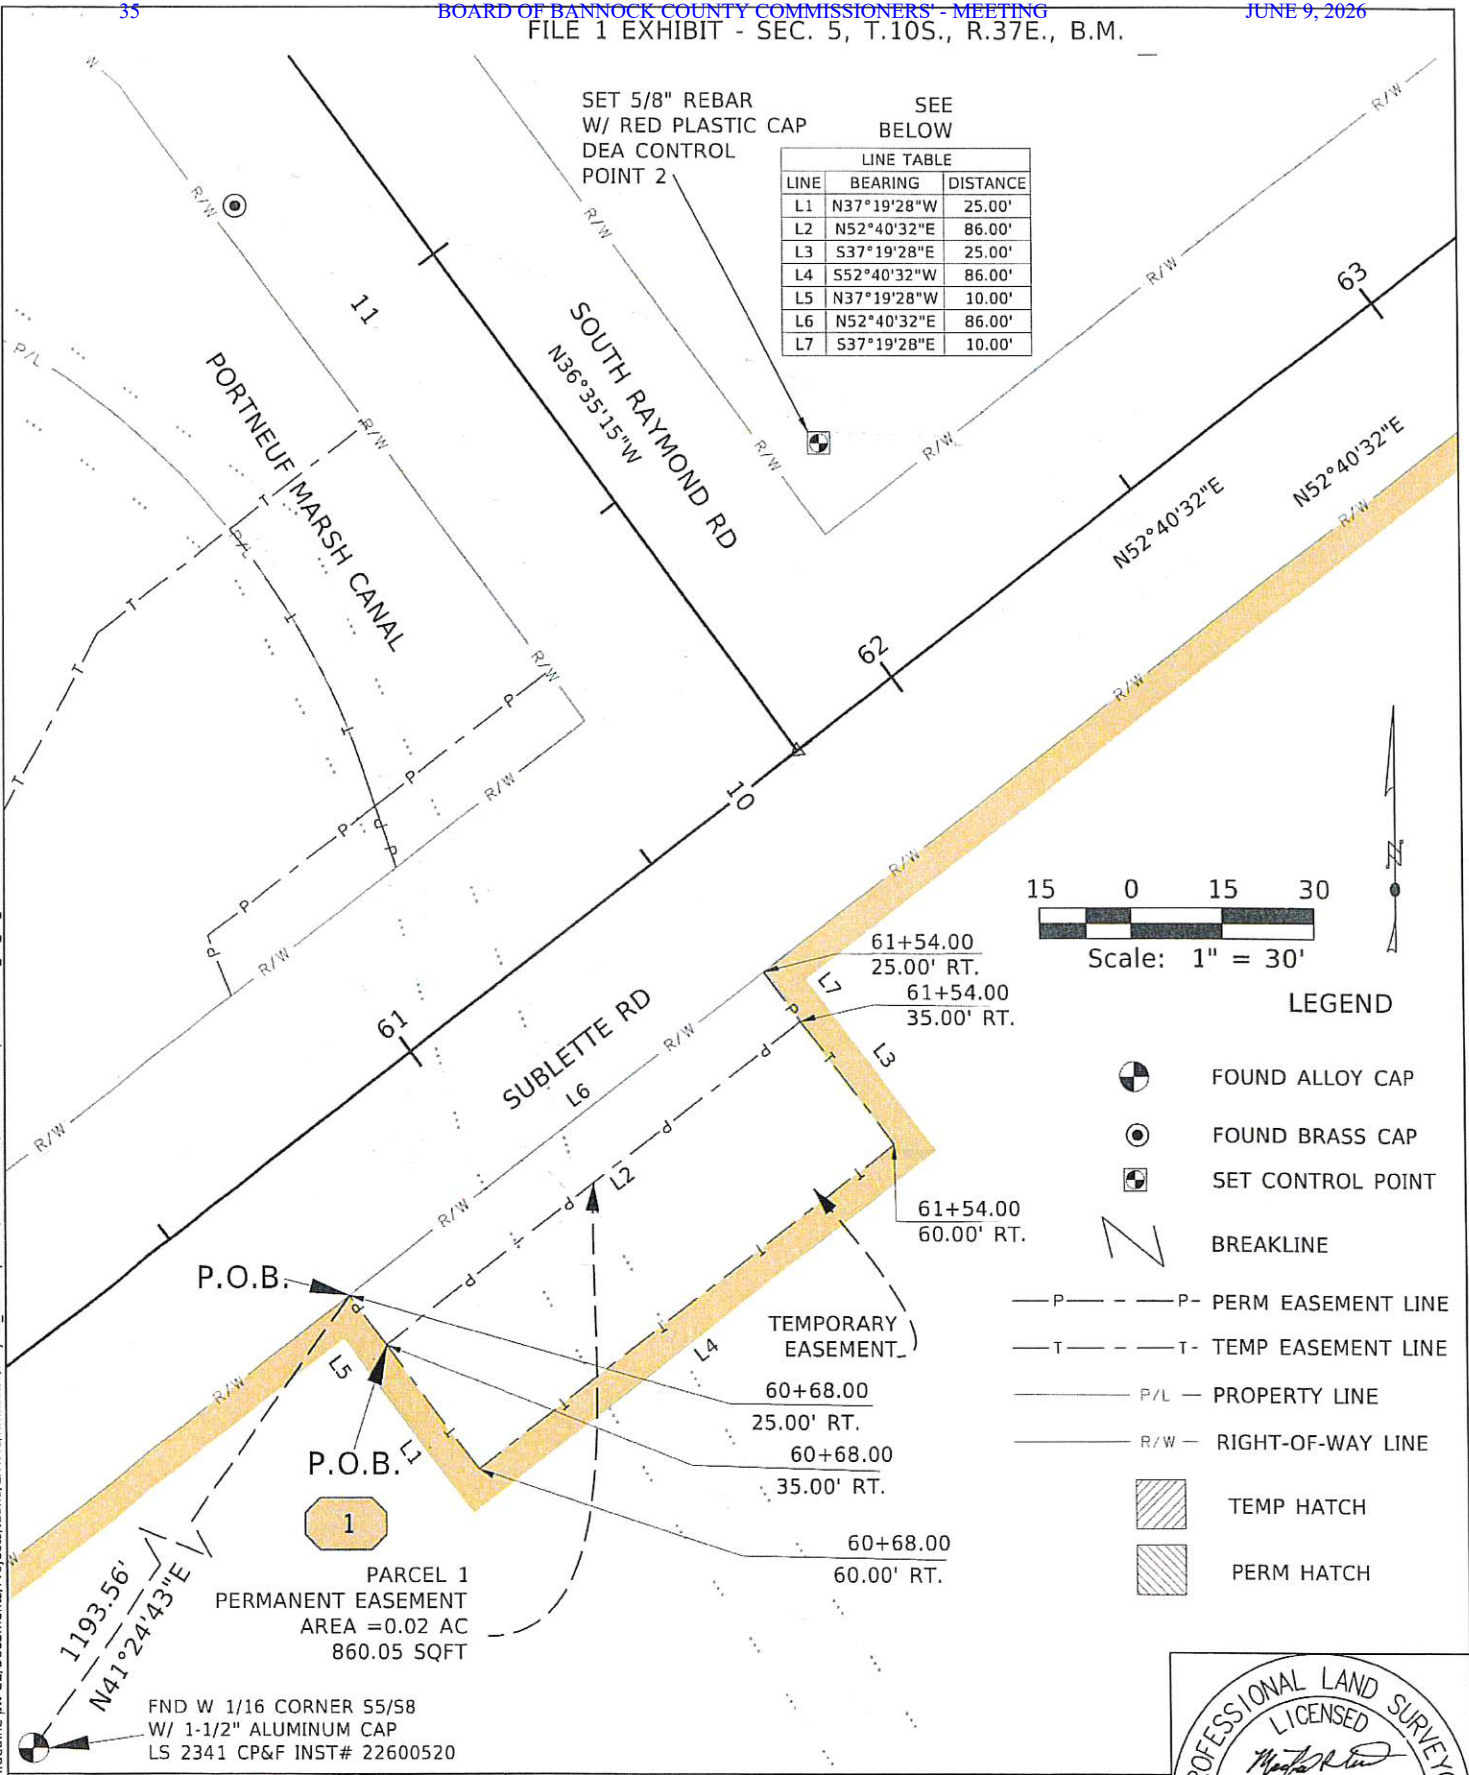 35 BOARD OF BANNOCK COUNTY COMMISSIONERS' - MEETING JUNE 9, 2026
FILE 1 EXHIBIT - SEC. 5, T.10S., R.37E., B.M.
SET 5/8" REBAR
W/ RED PLASTIC CAP
DEA CONTROL
POINT 2
SEE
BELOW
LINE TABLE
LINE BEARING DISTANCE
L1 N37°19'28"W 25.00'
L2 N52°40'32"E 86.00'
L3 S37°19'28"E 25.00'
L4 S52°40'32"W 86.00'
L5 N37°19'28"W 10.00'
L6 N52°40'32"E 86.00'
L7 S37°19'28"E 10.00'
R/W
R/W
R/W
R/W
R/W
R/W
R/W
R/W
R/W
11
63
P/L
P/L
PORTNEUF MARSH CANAL
SOUTH RAYMOND RD
N36°35'15"W
N52°40'32"E
N52°40'32"E
R/W
R/W
R/W
62
10
61
SUBLETTE RD
R/W
R/W
R/W
R/W
R/W
R/W
T
T
T
T
P
P
P
P
P
15 0 15 30
Scale: 1" = 30'
N
61+54.00
25.00' RT.
61+54.00
35.00' RT.
L7
L3
L6
L2
61+54.00
60.00' RT.
P.O.B.
L5
L1
L4
P.O.B.
TEMPORARY
EASEMENT
60+68.00
25.00' RT.
60+68.00
35.00' RT.
60+68.00
60.00' RT.
1
PARCEL 1
PERMANENT EASEMENT
AREA =0.02 AC
860.05 SQFT
1193.56'
N41°24'43"E
FND W 1/16 CORNER S5/S8
W/ 1-1/2" ALUMINUM CAP
LS 2341 CP&F INST# 22600520
LEGEND
FOUND ALLOY CAP
FOUND BRASS CAP
SET CONTROL POINT
BREAKLINE
P P PERM EASEMENT LINE
T T TEMP EASEMENT LINE
P/L PROPERTY LINE
R/W RIGHT-OF-WAY LINE
TEMP HATCH
PERM HATCH
PROFESSIONAL LAND SURVEYO
LICENSED